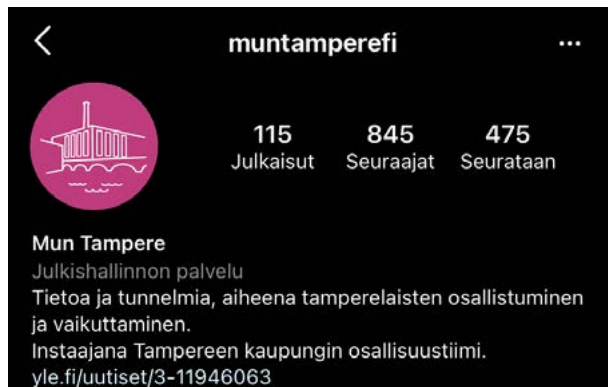 muntamperefi
115 845 475
Julkaisut Seuraajat Seurataan
Mun Tampere
Julkishallinnon palvelu
Tietoa ja tunnelmia, aiheena tamperelaisten osallistuminen
ja vaikuttaminen.
Instaajana Tampereen kaupungin osallisuustiimi.
yle.fi/uutiset/3-11946063